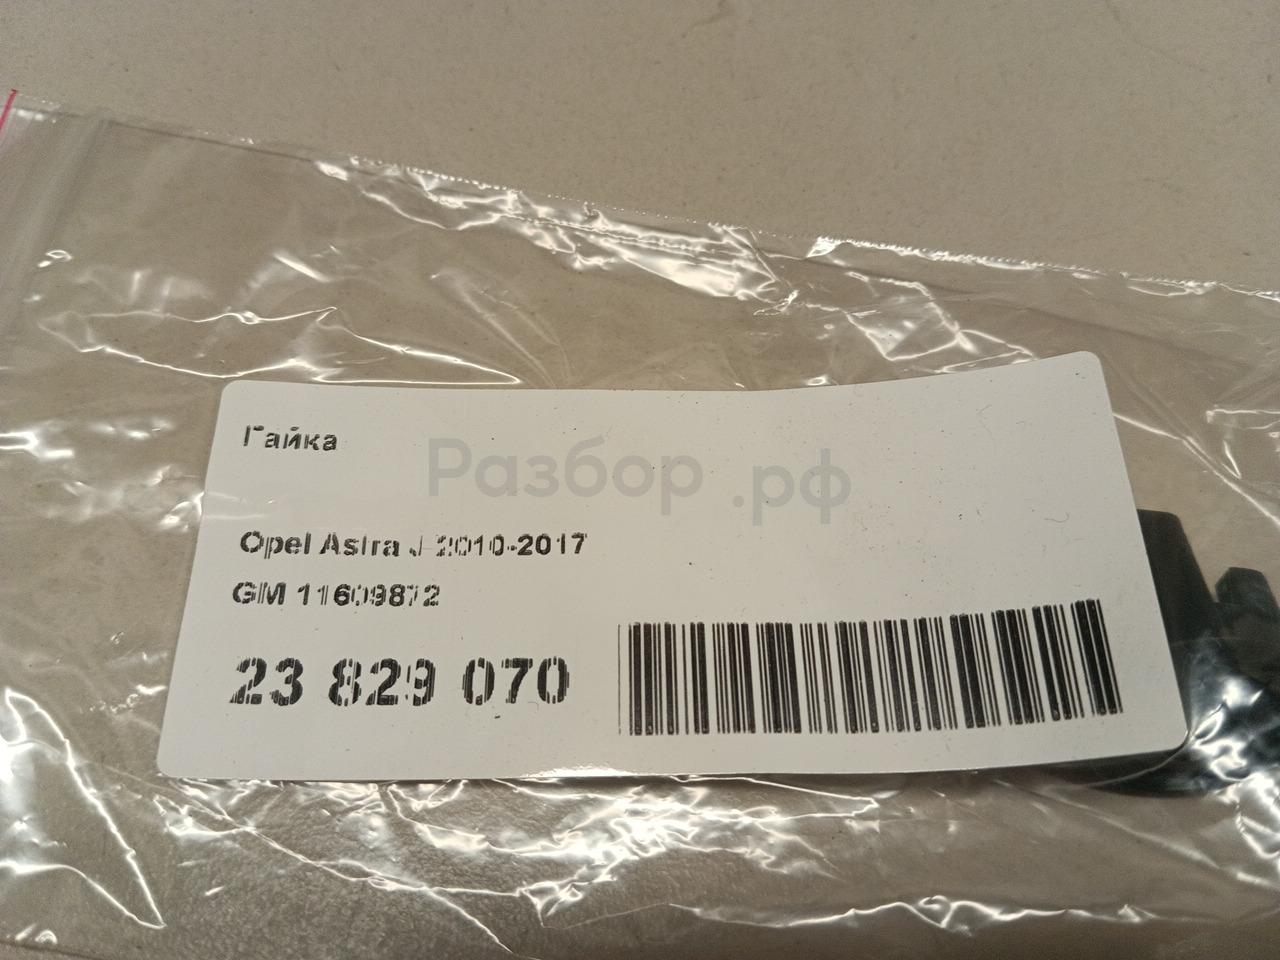 Гайка
Разбор.рф
Opel Astra J 2010-2017
GM 11609872
23 829 070